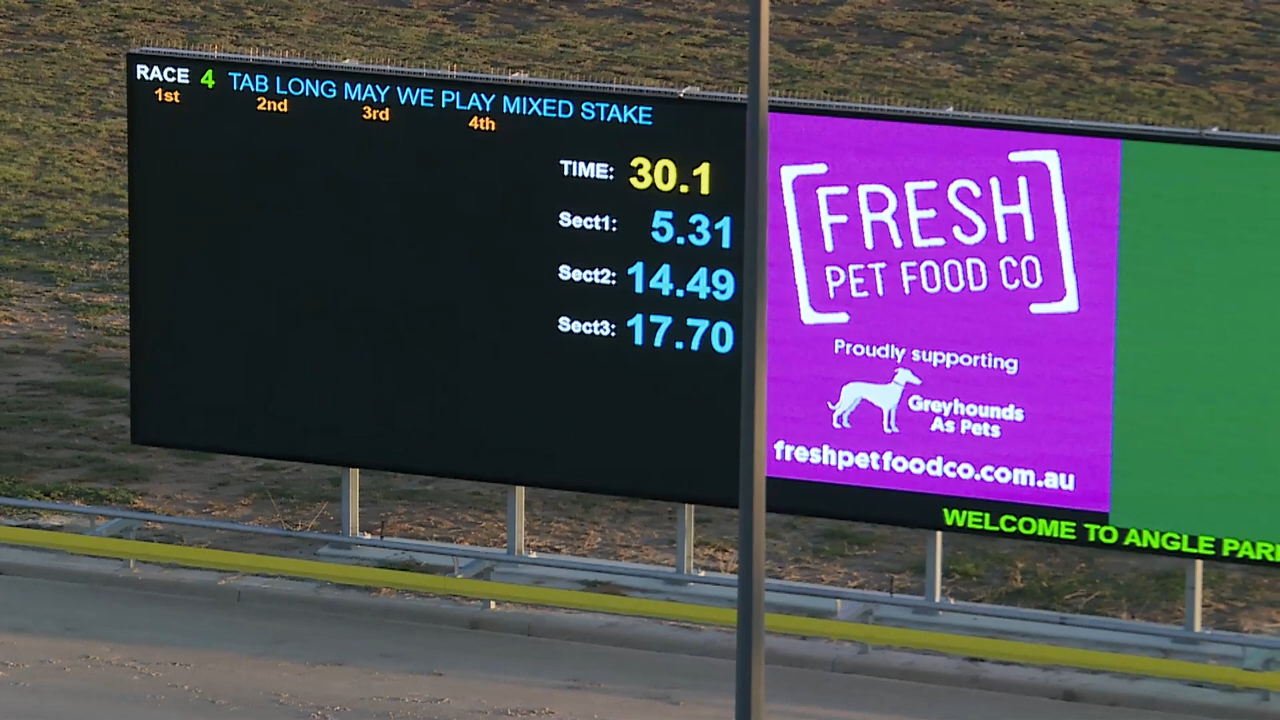 RACE 4 TAB LONG MAY WE PLAY MIXED STAKE
1st 2nd 3rd 4th
TIME: 30.1
Sect1: 5.31
Sect2: 14.49
Sect3: 17.70
FRESH
PET FOOD CO
Proudly supporting
Greyhounds
As Pets
freshpetfoodco.com.au
WELCOME TO ANGLE PARK